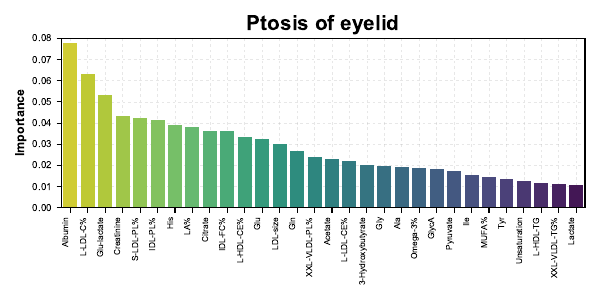 Ptosis of eyelid
Importance
0.08
0.07
0.06
0.05
0.04
0.03
0.02
0.01
0.00
Albumin
L-LDL-C%
Glu-lactate
Creatinine
S-LDL-PL%
IDL-PL%
His
LA%
Citrate
IDL-FC%
L-HDL-CE%
Glu
LDL-size
Gln
XXL-VLDL-PL%
Acetate
L-LDL-CE%
3-Hydroxybutyrate
Gly
Ala
Omega-3%
GlycA
Pyruvate
Ile
MUFA%
Tyr
Unsaturation
L-HDL-TG
XXL-VLDL-TG%
Lactate